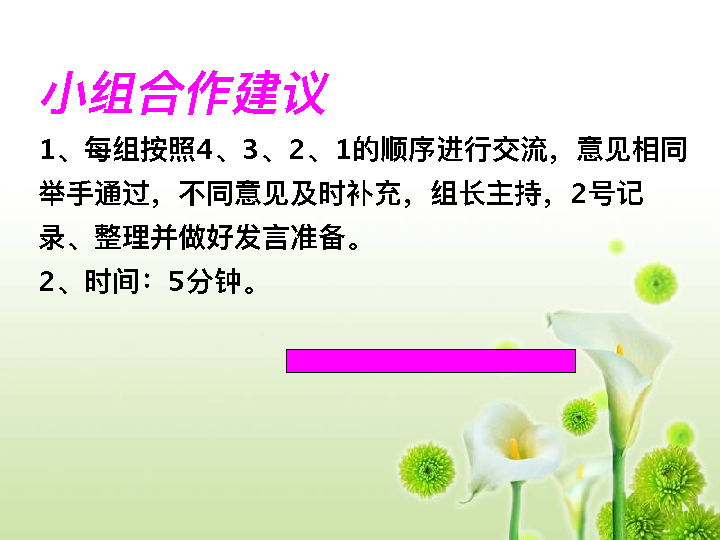 小组合作建议
1、每组按照4、3、2、1的顺序进行交流，意见相同
举手通过，不同意见及时补充，组长主持，2号记
录、整理并做好发言准备。
2、时间：5分钟。